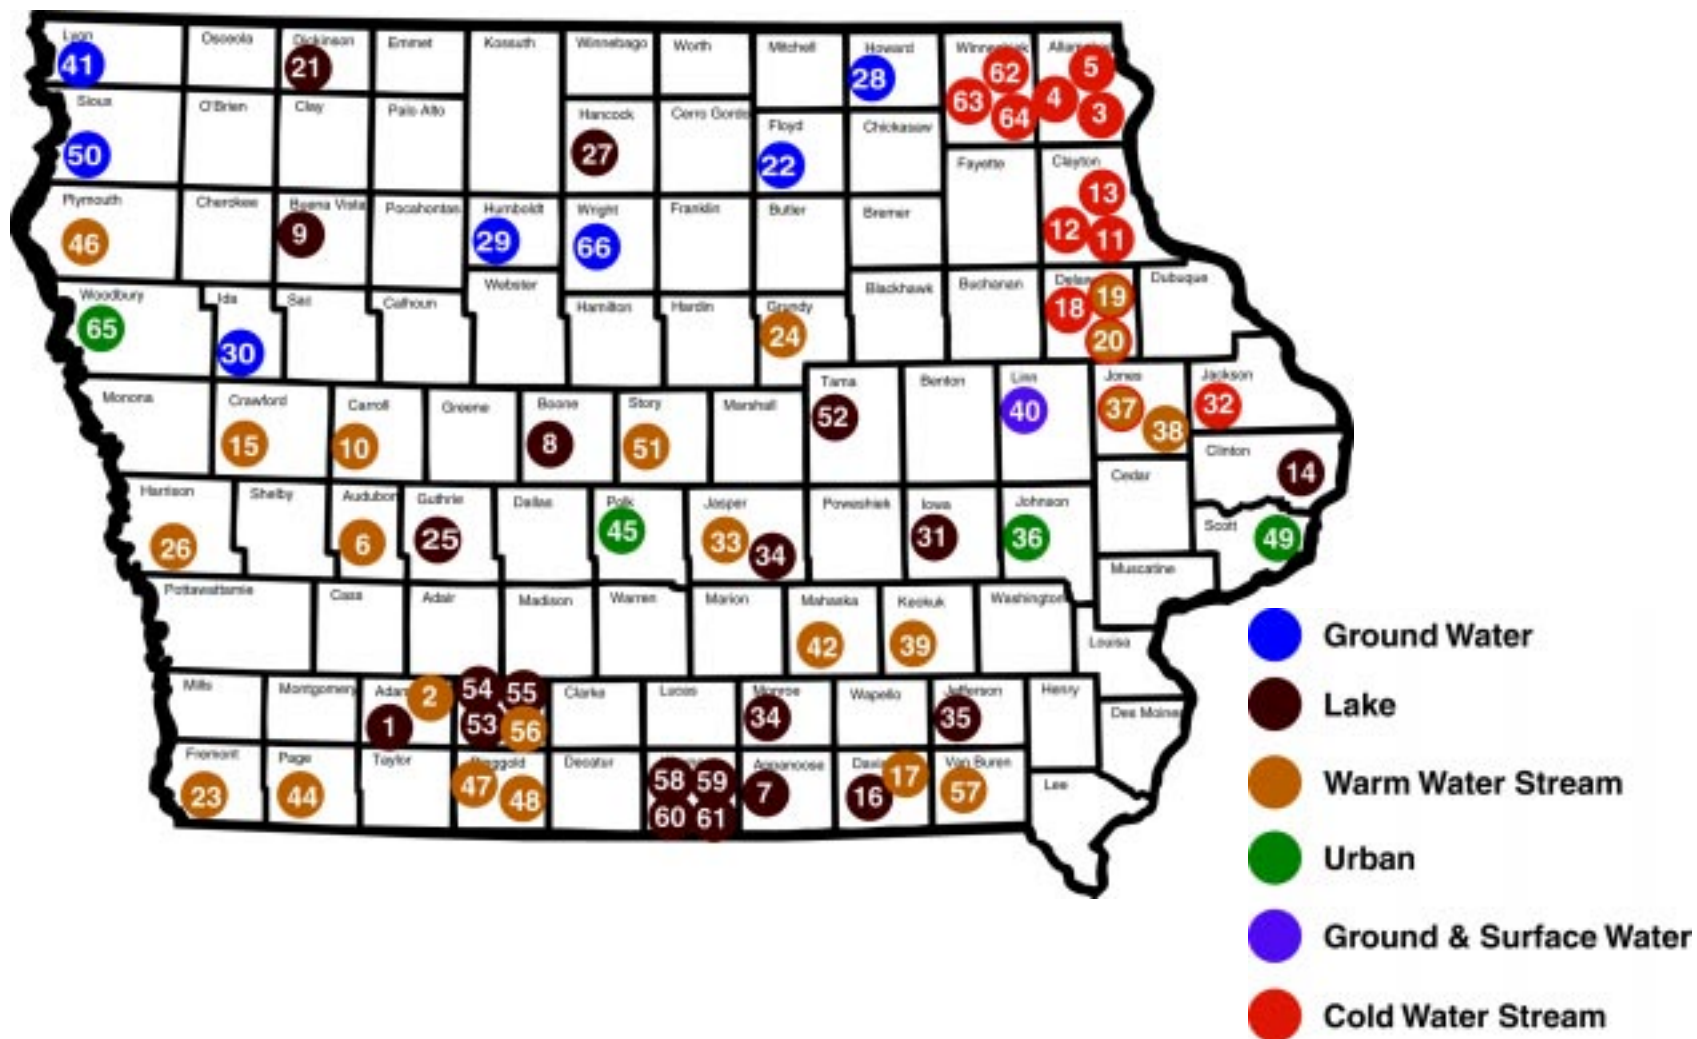 Lyon
Osceola
Dickinson
Emmet
Kossuth
Winnebago
Worth
Mitchell
Howard
41
21
28
62
5
63
64
4
3
Sioux
O'Brien
Clay
Palo Alto
Hancock
Cerro Gordo
Floyd
Chickasaw
50
27
22
Fayette
Clayton
13
12
11
Plymouth
Cherokee
Buena Vista
Pocahontas
Humboldt
Wright
Franklin
Butler
Bremer
46
9
29
66
Woodbury
Ida
Sac
Calhoun
Webster
Hamilton
Hardin
Grundy
Blackhawk
Buchanan
Dubuque
65
30
24
18
19
20
Monona
Crawford
Carroll
Greene
Boone
Story
Marshall
Tama
Benton
Linn
Jones
Jackson
15
10
8
51
52
40
37
38
32
Clinton
14
Harrison
Shelby
Audubon
Guthrie
Dallas
Polk
Jasper
Poweshiek
Iowa
Johnson
Cedar
Scott
26
6
25
45
33
34
31
36
49
Muscatine
Pottawattamie
Cass
Adair
Madison
Warren
Marion
Mahaska
Keokuk
Washington
Louisa
42
39
Mills
Montgomery
Adam
2
54
55
Clarke
Lucas
Monroe
Wapello
Jefferson
Henry
Des Moines
1
53
56
34
35
Fremont
Page
Taylor
Ringgold
Decatur
Appanoose
Davis
Van Buren
Lee
23
44
47
48
58
59
60
61
7
16
17
57
Ground Water
Lake
Warm Water Stream
Urban
Ground & Surface Water
Cold Water Stream